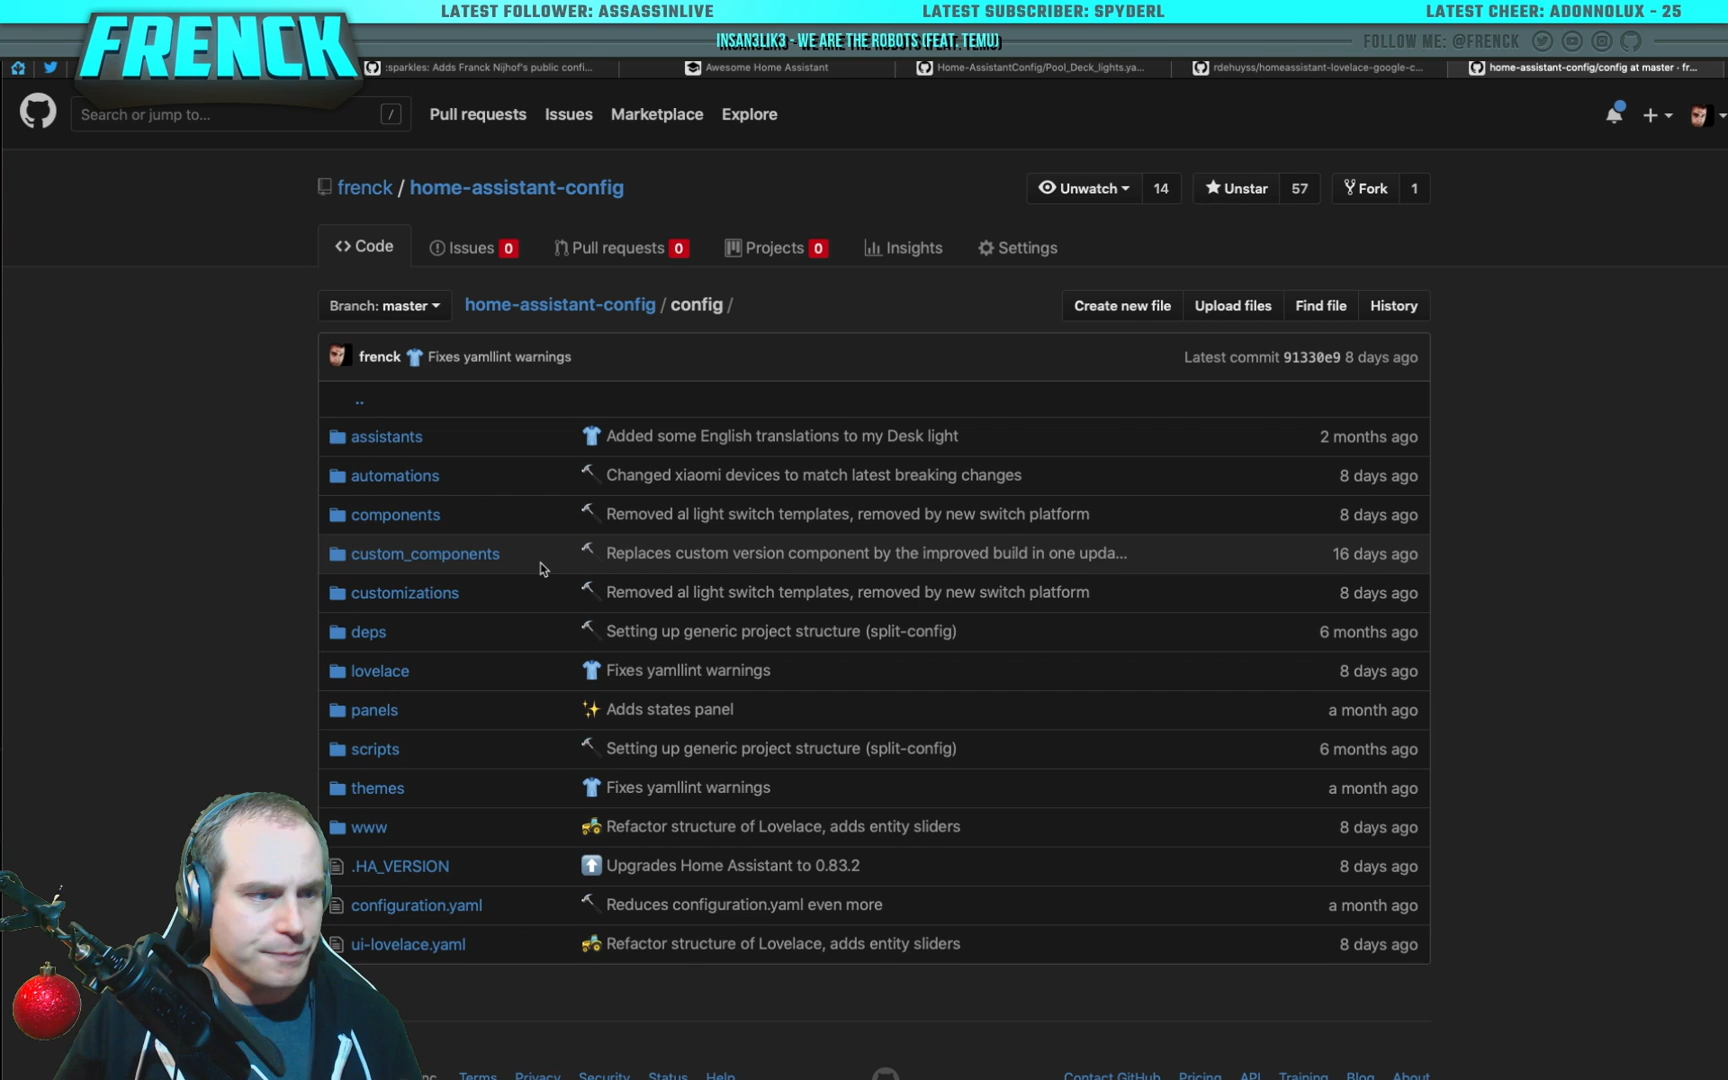 LATEST FOLLOWER: ASSASS1NLIVE LATEST SUBSCRIBER: SPYDERL LATEST CHEER: ADONNOLUX - 25
FRENCK
INSAN3LIK3 - WE ARE THE ROBOTS (FEAT. TEMU) FOLLOW ME: @FRENCK
:sparkles: Adds Franck Nijhof's public confi... Awesome Home Assistant Home-AssistantConfig/Pool_Deck_lights.ya... rdehuyss/homeassistant-lovelace-google-c... home-assistant-config/config at master · fr...
Search or jump to... / Pull requests Issues Marketplace Explore
frenck / home-assistant-config Unwatch 14 Unstar 57 Fork 1
<> Code Issues 0 Pull requests 0 Projects 0 Insights Settings
Branch: master home-assistant-config / config / Create new file Upload files Find file History
frenck Fixes yamllint warnings Latest commit 91330e9 8 days ago
..
assistants Added some English translations to my Desk light 2 months ago
automations Changed xiaomi devices to match latest breaking changes 8 days ago
components Removed al light switch templates, removed by new switch platform 8 days ago
custom_components Replaces custom version component by the improved build in one upda... 16 days ago
customizations Removed al light switch templates, removed by new switch platform 8 days ago
deps Setting up generic project structure (split-config) 6 months ago
lovelace Fixes yamllint warnings 8 days ago
panels Adds states panel a month ago
scripts Setting up generic project structure (split-config) 6 months ago
themes Fixes yamllint warnings a month ago
www Refactor structure of Lovelace, adds entity sliders 8 days ago
.HA_VERSION Upgrades Home Assistant to 0.83.2 8 days ago
configuration.yaml Reduces configuration.yaml even more a month ago
ui-lovelace.yaml Refactor structure of Lovelace, adds entity sliders 8 days ago
Terms Privacy Security Status Help Contact GitHub Pricing API Training Blog About